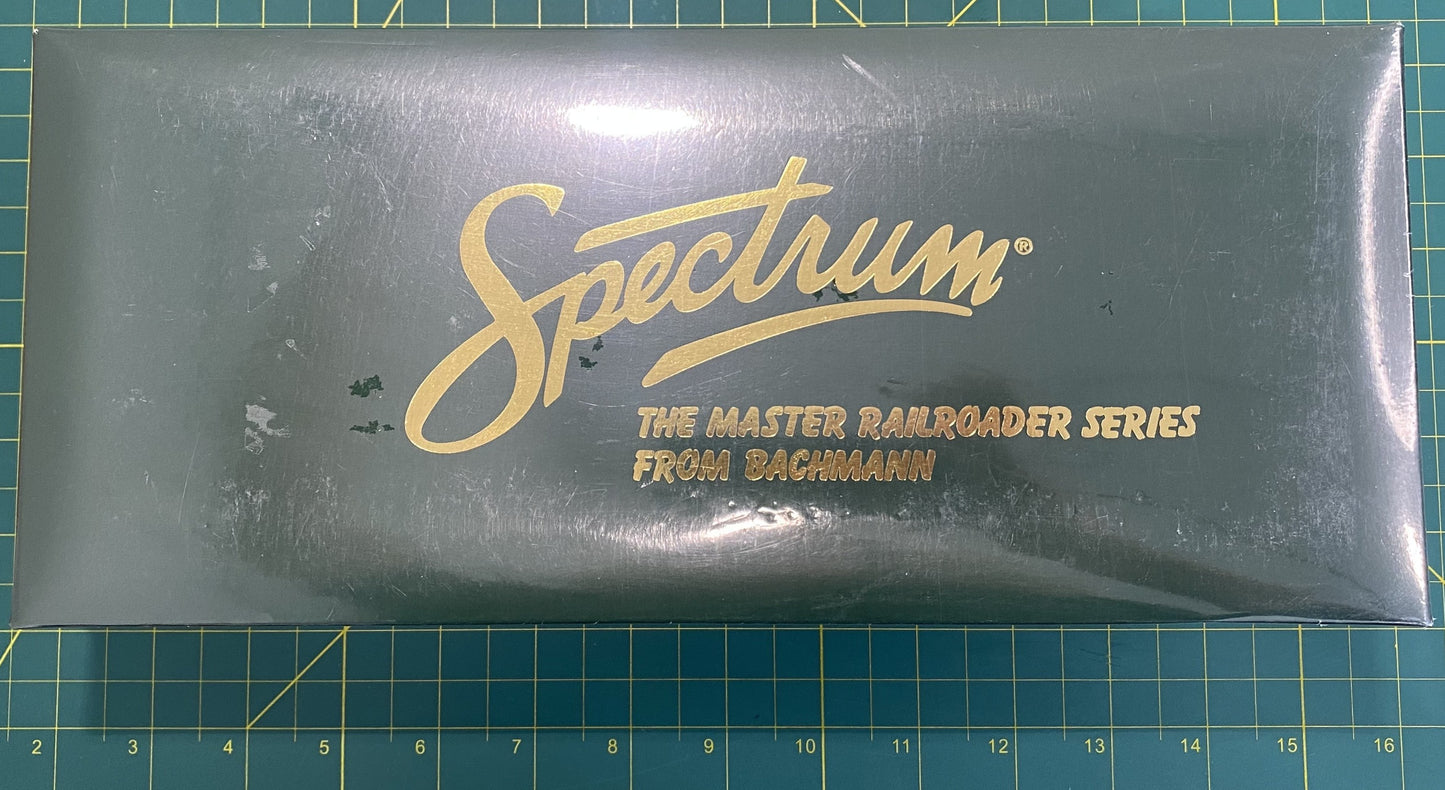 Spectrum®
THE MASTER RAILROADER SERIES
FROM BACHMANN
2 3 4 5 6 7 8 9 10 11 12 13 14 15 16